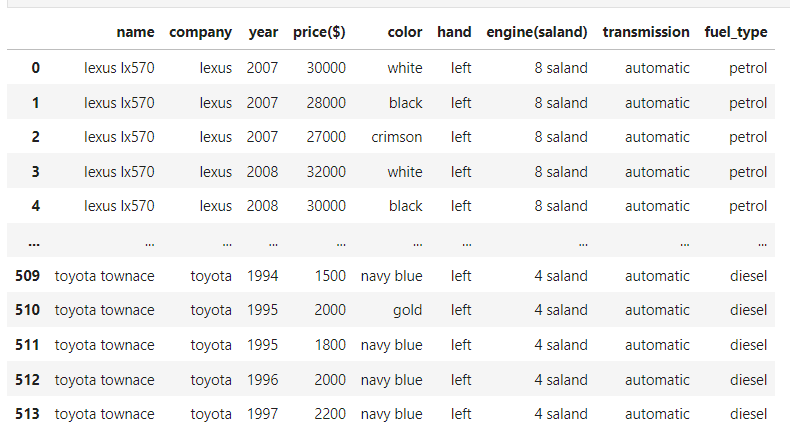 name company year price($) color hand engine(saland) transmission fuel_type
0 lexus lx570 lexus 2007 30000 white left 8 saland automatic petrol
1 lexus lx570 lexus 2007 28000 black left 8 saland automatic petrol
2 lexus lx570 lexus 2007 27000 crimson left 8 saland automatic petrol
3 lexus lx570 lexus 2008 32000 white left 8 saland automatic petrol
4 lexus lx570 lexus 2008 30000 black left 8 saland automatic petrol
... ... ... ... ... ... ... ... ... ...
509 toyota townace toyota 1994 1500 navy blue left 4 saland automatic diesel
510 toyota townace toyota 1995 2000 gold left 4 saland automatic diesel
511 toyota townace toyota 1995 1800 navy blue left 4 saland automatic diesel
512 toyota townace toyota 1996 2000 navy blue left 4 saland automatic diesel
513 toyota townace toyota 1997 2200 navy blue left 4 saland automatic diesel